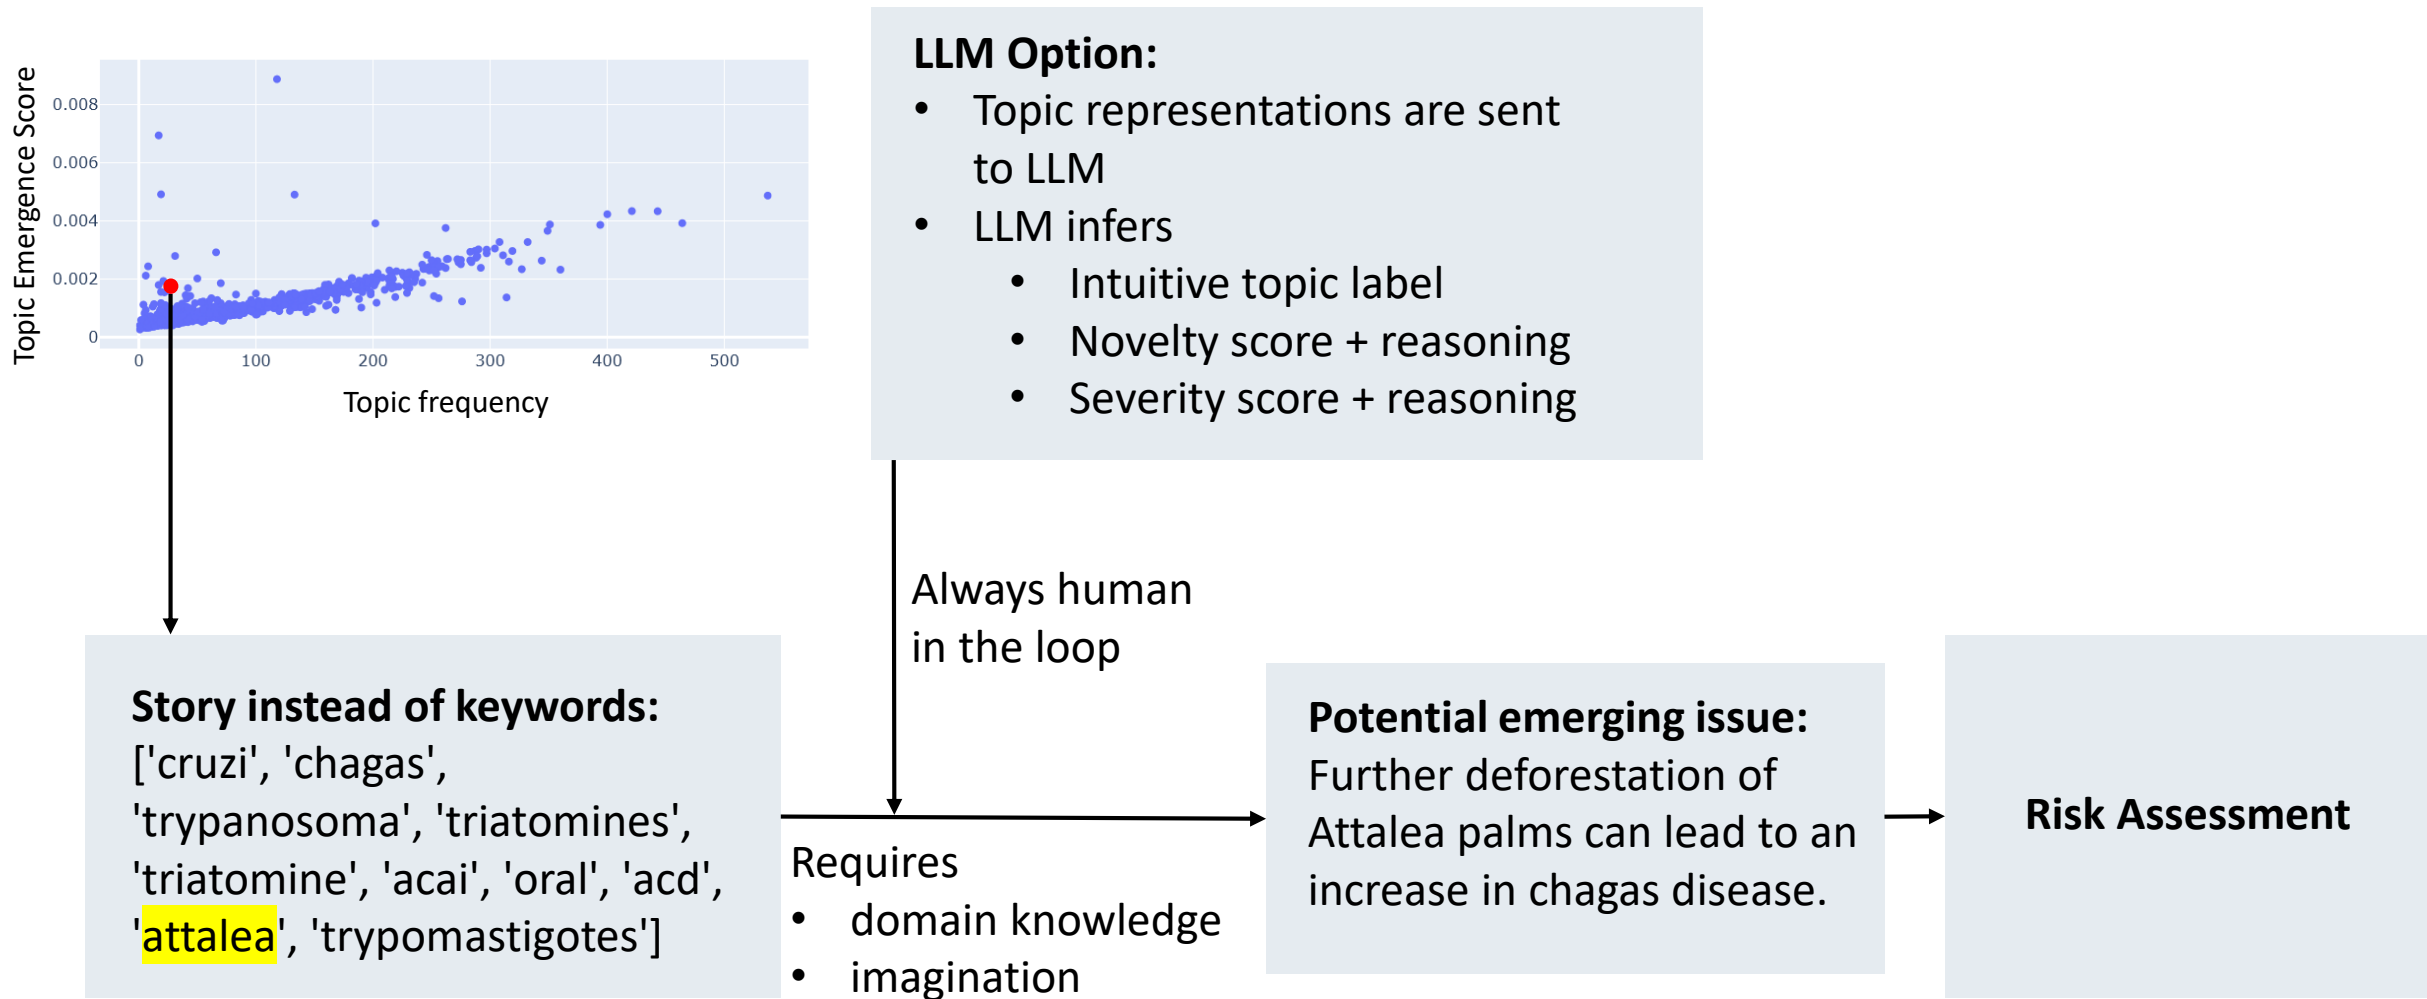 Topic Emergence Score
0.008
0.006
0.004
0.002
0
0 100 200 300 400 500
Topic frequency
LLM Option:
• Topic representations are sent
to LLM
• LLM infers
• Intuitive topic label
• Novelty score + reasoning
• Severity score + reasoning
Always human
in the loop
Story instead of keywords:
['cruzi', 'chagas',
'trypanosoma', 'triatomines',
'triatomine', 'acai', 'oral', 'acd',
'attalea', 'trypomastigotes']
Requires
• domain knowledge
• imagination
Potential emerging issue:
Further deforestation of
Attalea palms can lead to an
increase in chagas disease.
Risk Assessment